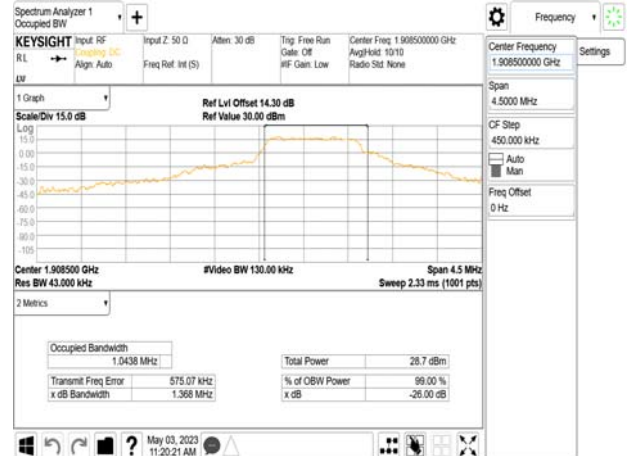 Spectrum Analyzer 1
Occupied BW
Frequency
KEYSIGHT
Input: RF
Coupling: DC
Align: Auto
Input Z: 50 Ω
Freq Ref: Int (S)
Atten: 30 dB
Trig: Free Run
Gate: Off
#IF Gain: Low
Center Freq: 1.908500000 GHz
Avg|Hold: 10/10
Radio Std: None
RL
LXI
Center Frequency
1.908500000 GHz
Settings
Span
4.5000 MHz
CF Step
450.000 kHz
Auto
Man
Freq Offset
0 Hz
1 Graph
Scale/Div 15.0 dB
Ref Lvl Offset 14.30 dB
Ref Value 30.00 dBm
Log
15.0
0.00
-15.0
-30.0
-45.0
-60.0
-75.0
-90.0
-105
Center 1.908500 GHz
Res BW 43.000 kHz
#Video BW 130.00 kHz
Span 4.5 MHz
Sweep 2.33 ms (1001 pts)
2 Metrics
Occupied Bandwidth
1.0438 MHz
Transmit Freq Error 575.07 kHz
x dB Bandwidth 1.368 MHz
Total Power 28.7 dBm
% of OBW Power 99.00 %
x dB -26.00 dB
May 03, 2023
11:20:21 AM